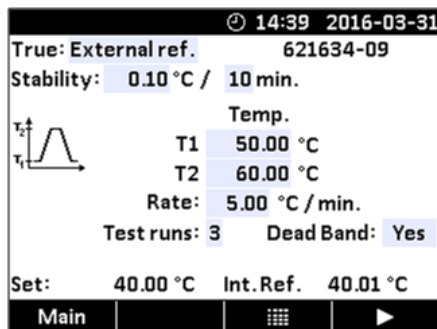 14:39 2016-03-31
True: External ref. 621634-09
Stability: 0.10 °C / 10 min.
Temp.
T2
T1
T1 50.00 °C
T2 60.00 °C
Rate: 5.00 °C / min.
Test runs: 3 Dead Band: Yes
Set: 40.00 °C Int. Ref. 40.01 °C
Main